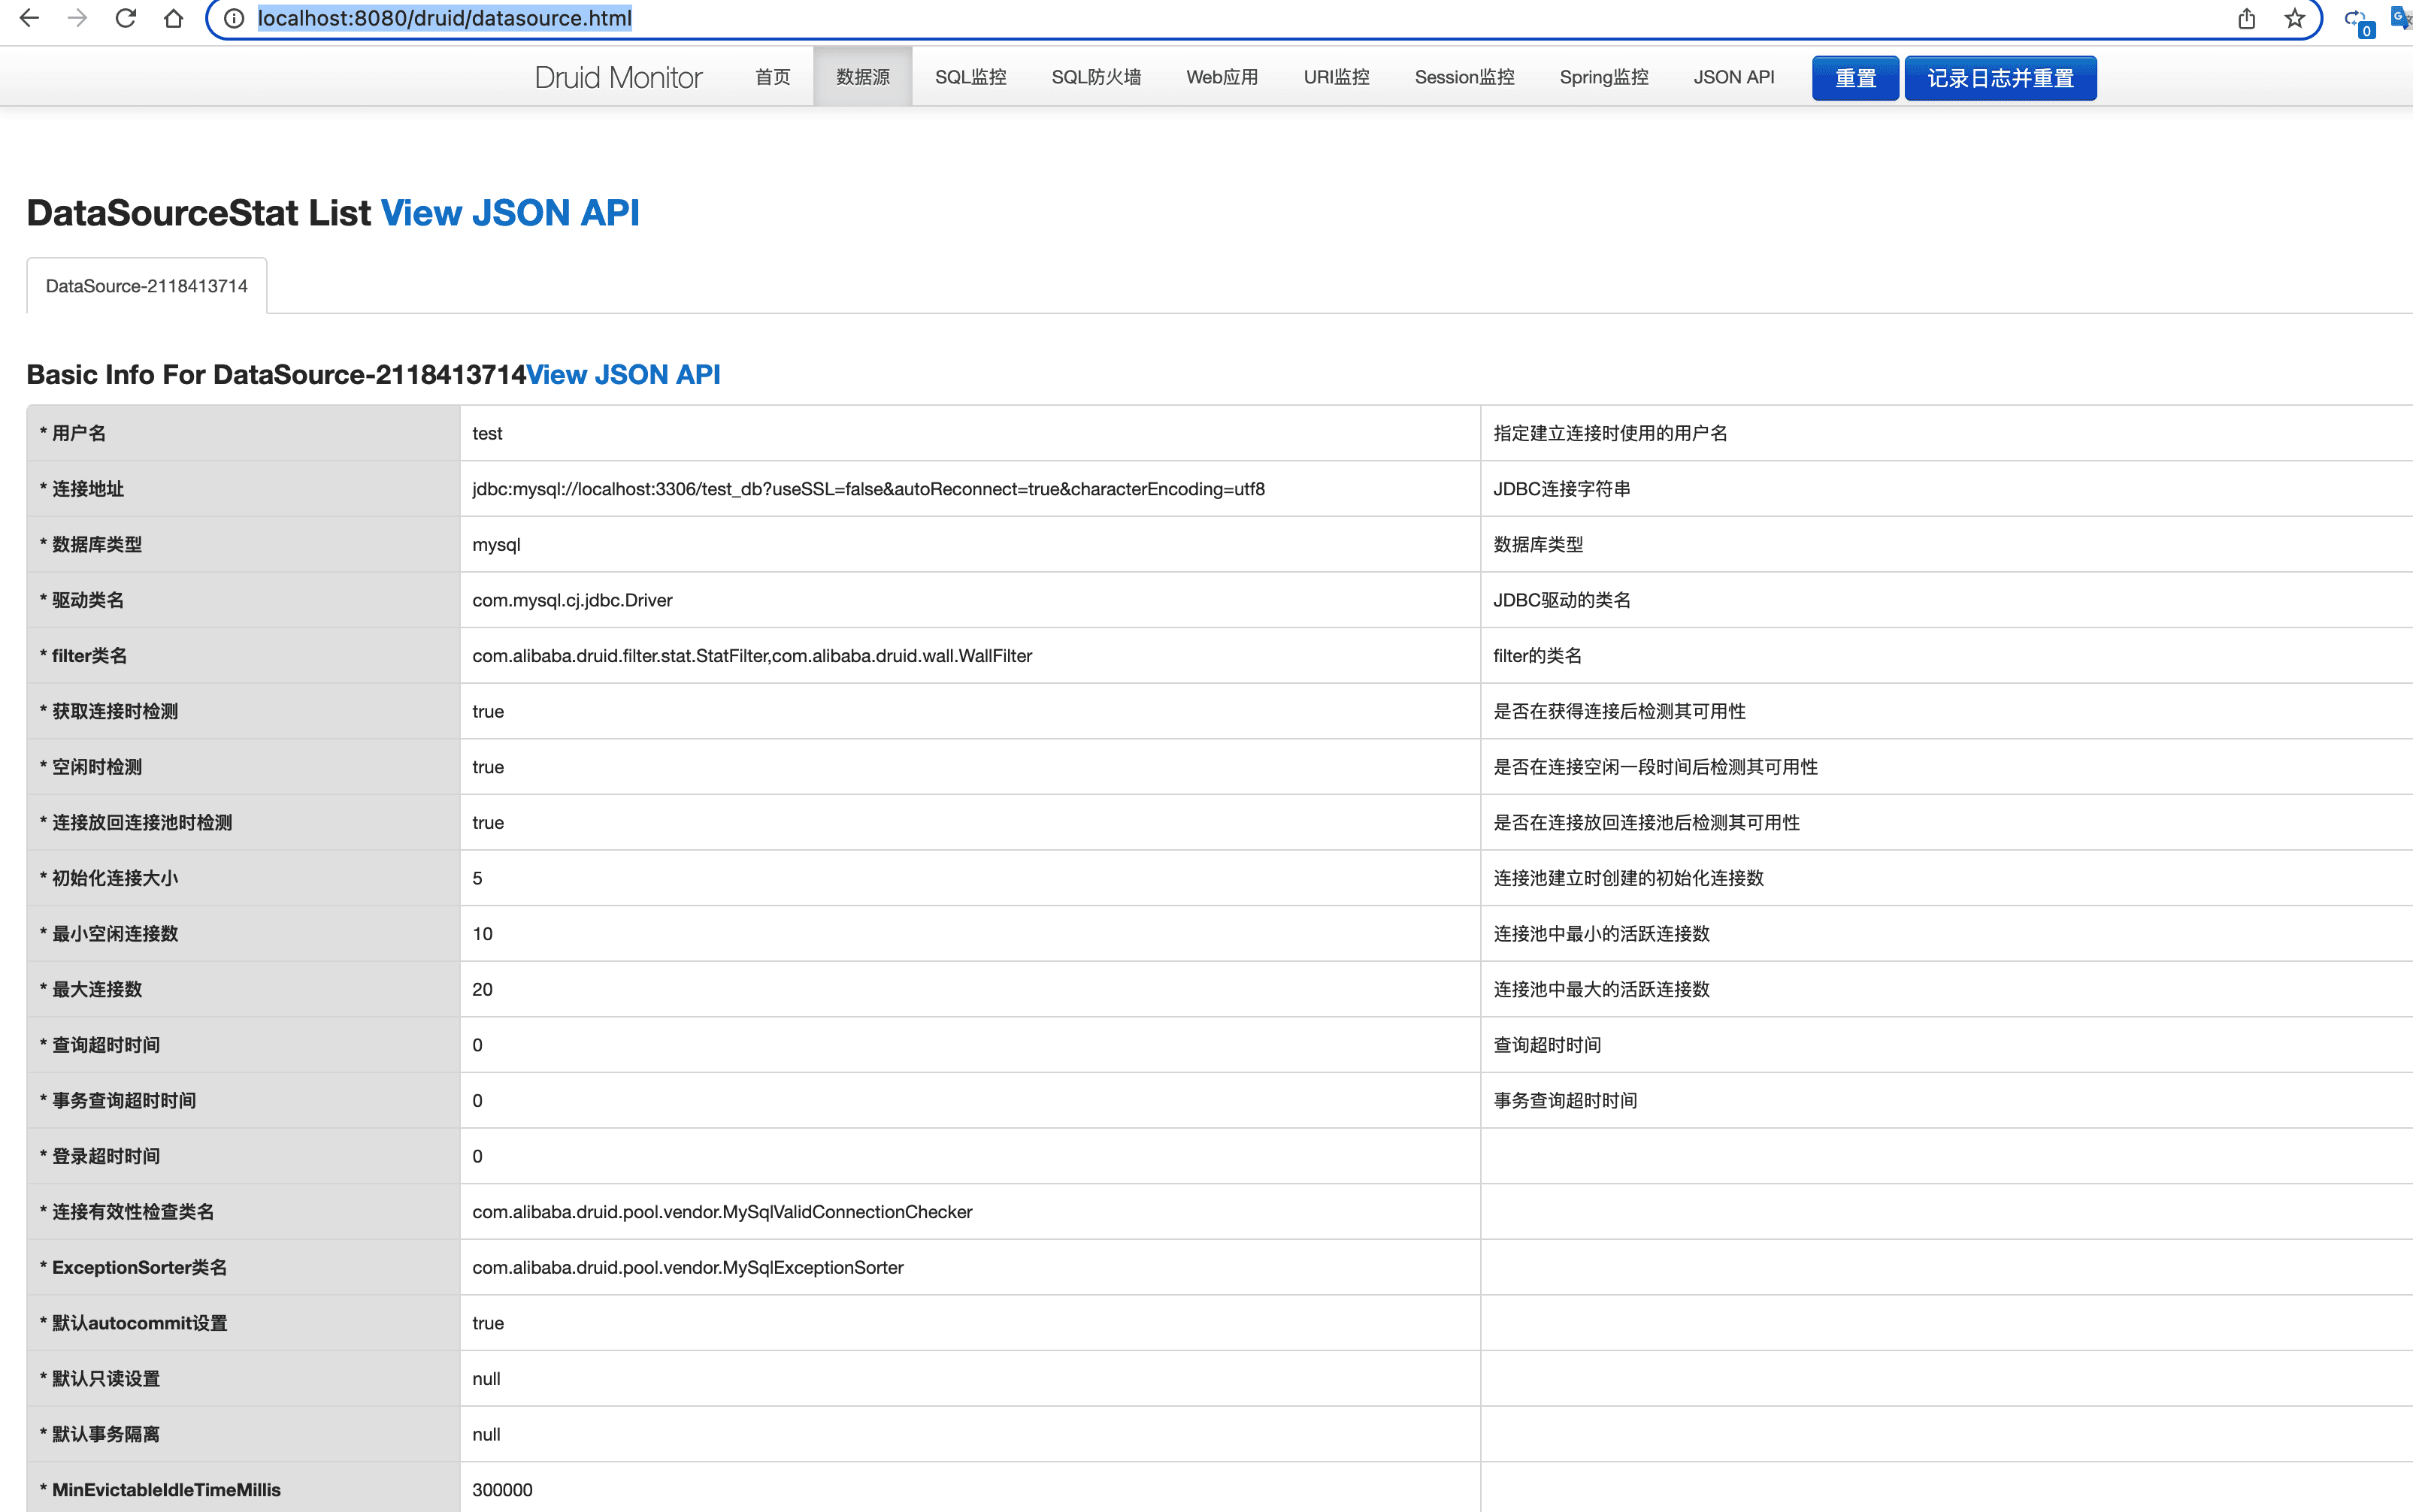 localhost:8080/druid/datasource.html
0
Druid Monitor 首页 数据源 SQL监控 SQL防火墙 Web应用 URI监控 Session监控 Spring监控 JSON API 重置 记录日志并重置
DataSourceStat List View JSON API
DataSource-2118413714
Basic Info For DataSource-2118413714View JSON API
* 用户名 test 指定建立连接时使用的用户名
* 连接地址 jdbc:mysql://localhost:3306/test_db?useSSL=false&autoReconnect=true&characterEncoding=utf8 JDBC连接字符串
* 数据库类型 mysql 数据库类型
* 驱动类名 com.mysql.cj.jdbc.Driver JDBC驱动的类名
* filter类名 com.alibaba.druid.filter.stat.StatFilter,com.alibaba.druid.wall.WallFilter filter的类名
* 获取连接时检测 true 是否在获得连接后检测其可用性
* 空闲时检测 true 是否在连接空闲一段时间后检测其可用性
* 连接放回连接池时检测 true 是否在连接放回连接池后检测其可用性
* 初始化连接大小 5 连接池建立时创建的初始化连接数
* 最小空闲连接数 10 连接池中最小的活跃连接数
* 最大连接数 20 连接池中最大的活跃连接数
* 查询超时时间 0 查询超时时间
* 事务查询超时时间 0 事务查询超时时间
* 登录超时时间 0
* 连接有效性检查类名 com.alibaba.druid.pool.vendor.MySqlValidConnectionChecker
* ExceptionSorter类名 com.alibaba.druid.pool.vendor.MySqlExceptionSorter
* 默认autocommit设置 true
* 默认只读设置 null
* 默认事务隔离 null
* MinEvictableIdleTimeMillis 300000